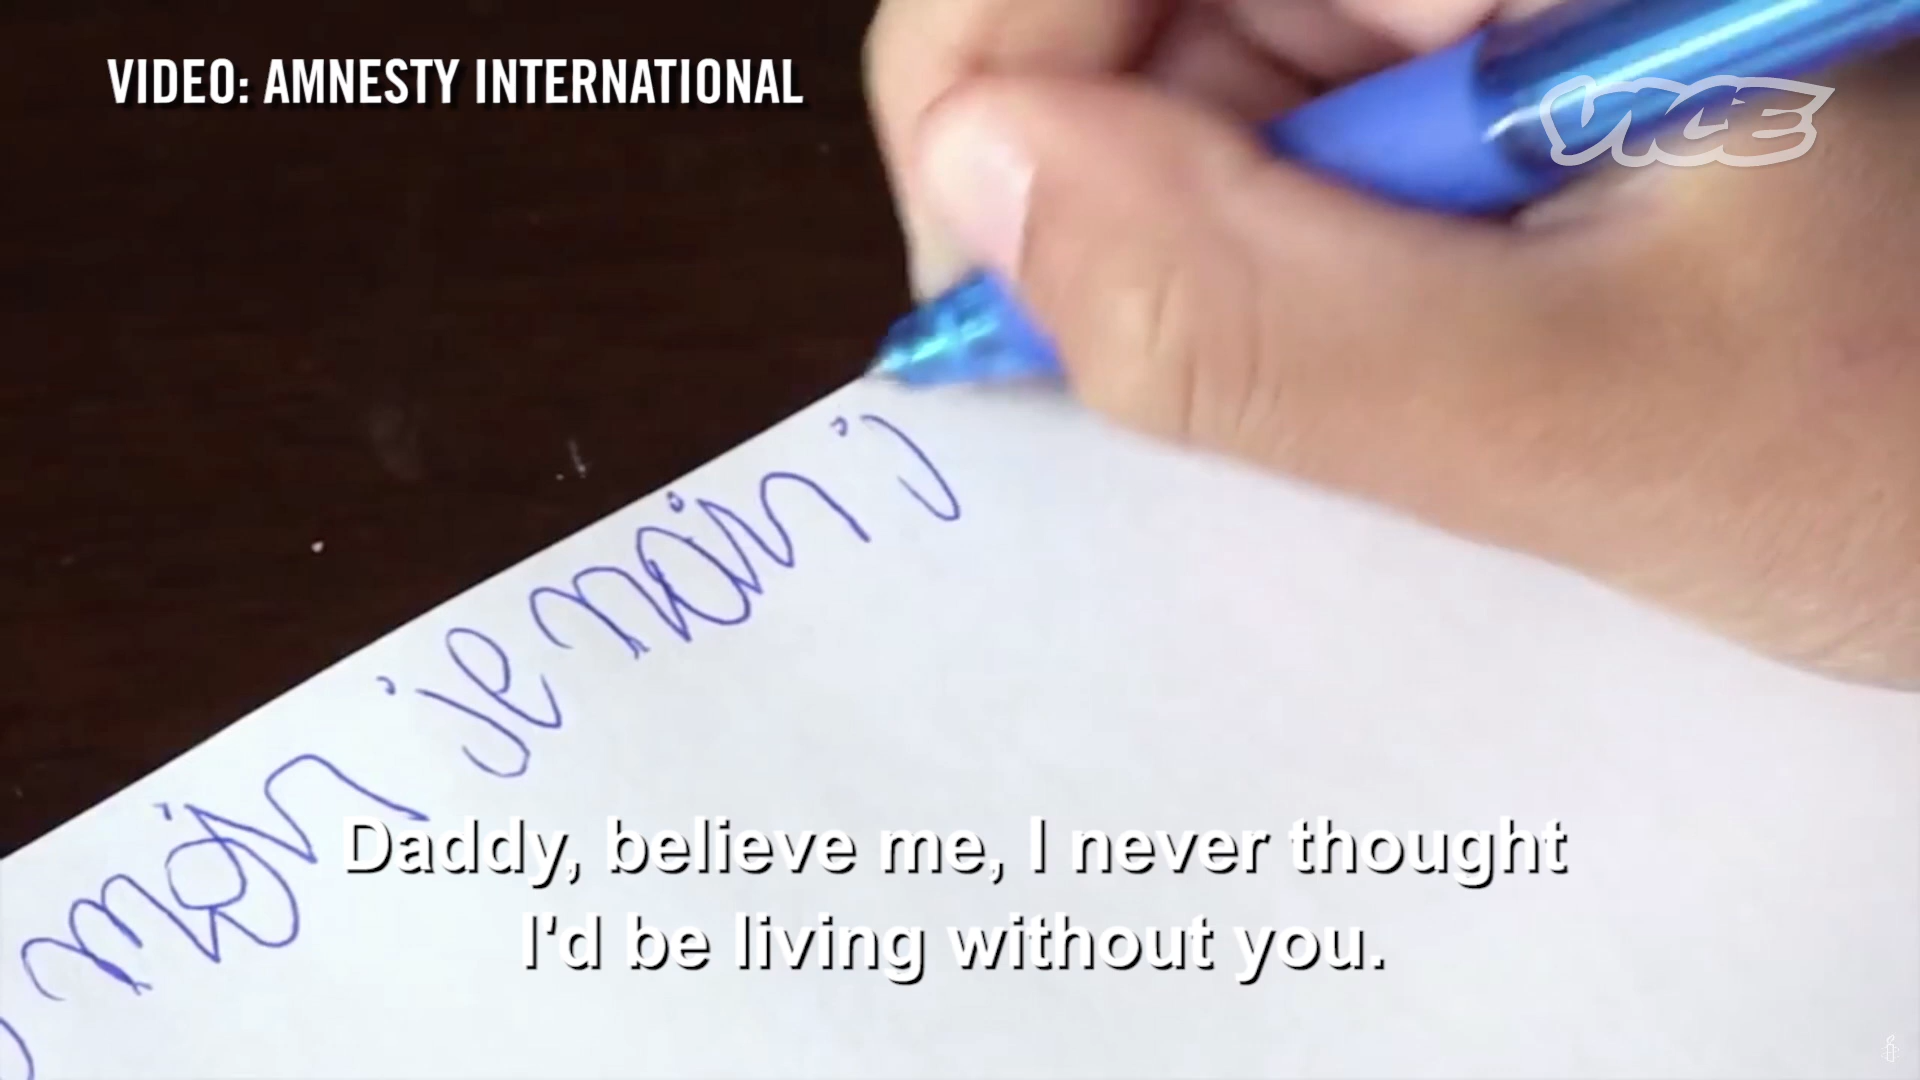 VIDEO: AMNESTY INTERNATIONAL
VICE
Daddy, believe me, I never thought
I'd be living without you.